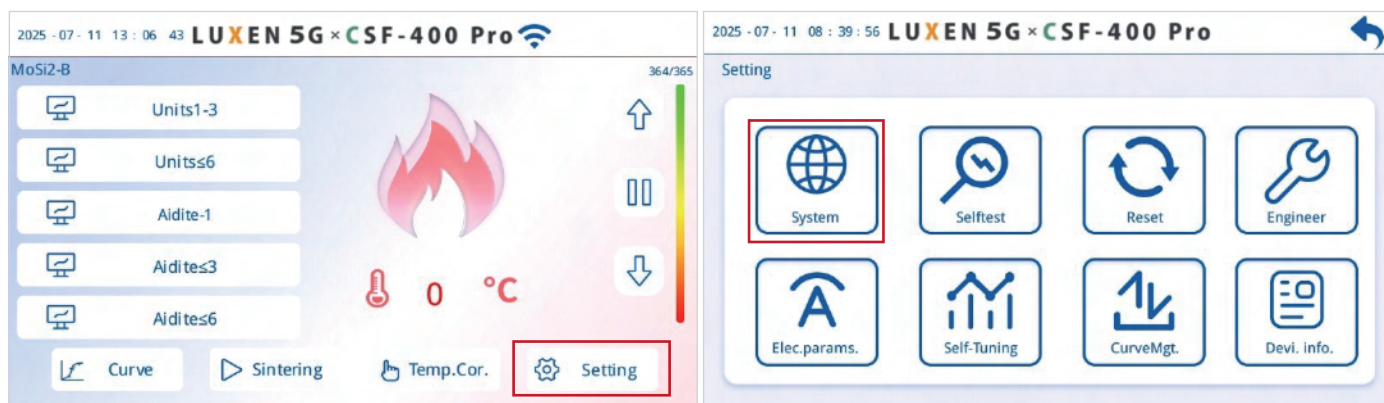 2025 - 07 - 11 13 : 06 43 LUXEN 5G × CSF-400 Pro
MoSi2-B
364/365
Units1-3
Units≤6
Aidite-1
Aidite≤3
Aidite≤6
0 °C
Curve
Sintering
Temp.Cor.
Setting
2025 - 07 - 11 08 : 39 : 56 LUXEN 5G × CSF-400 Pro
Setting
System
Selftest
Reset
Engineer
Elec.params.
Self-Tuning
CurveMgt.
Devi. info.